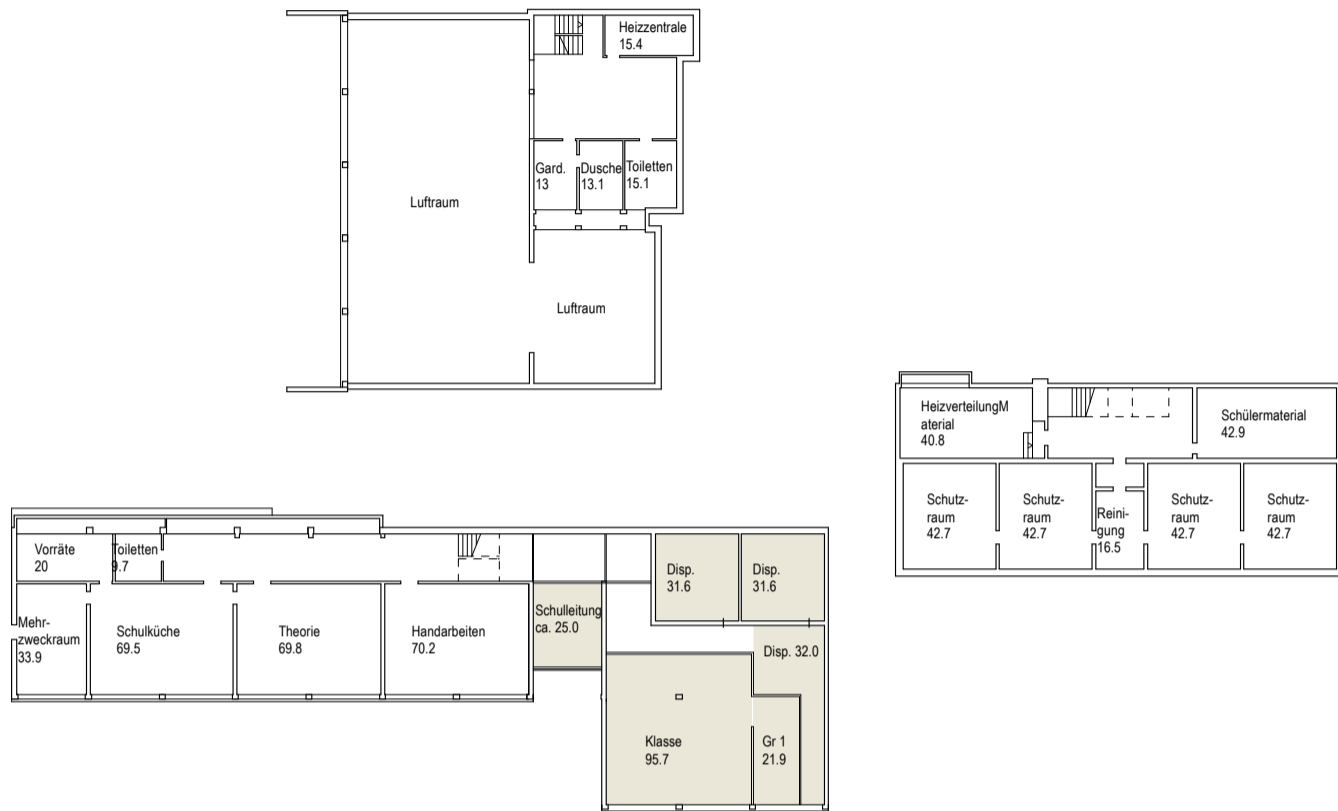 Heizzentrale
15.4
Gard.
13
Dusche
13.1
Toiletten
15.1
Luftraum
Luftraum
HeizverteilungM
aterial
40.8
Schülermaterial
42.9
Schutz-
raum
42.7
Schutz-
raum
42.7
Reini-
gung
16.5
Schutz-
raum
42.7
Schutz-
raum
42.7
Vorräte
20
Toiletten
9.7
Mehr-
zweckraum
33.9
Schulküche
69.5
Theorie
69.8
Handarbeiten
70.2
Schulleitung
ca. 25.0
Disp.
31.6
Disp.
31.6
Disp. 32.0
Klasse
95.7
Gr 1
21.9